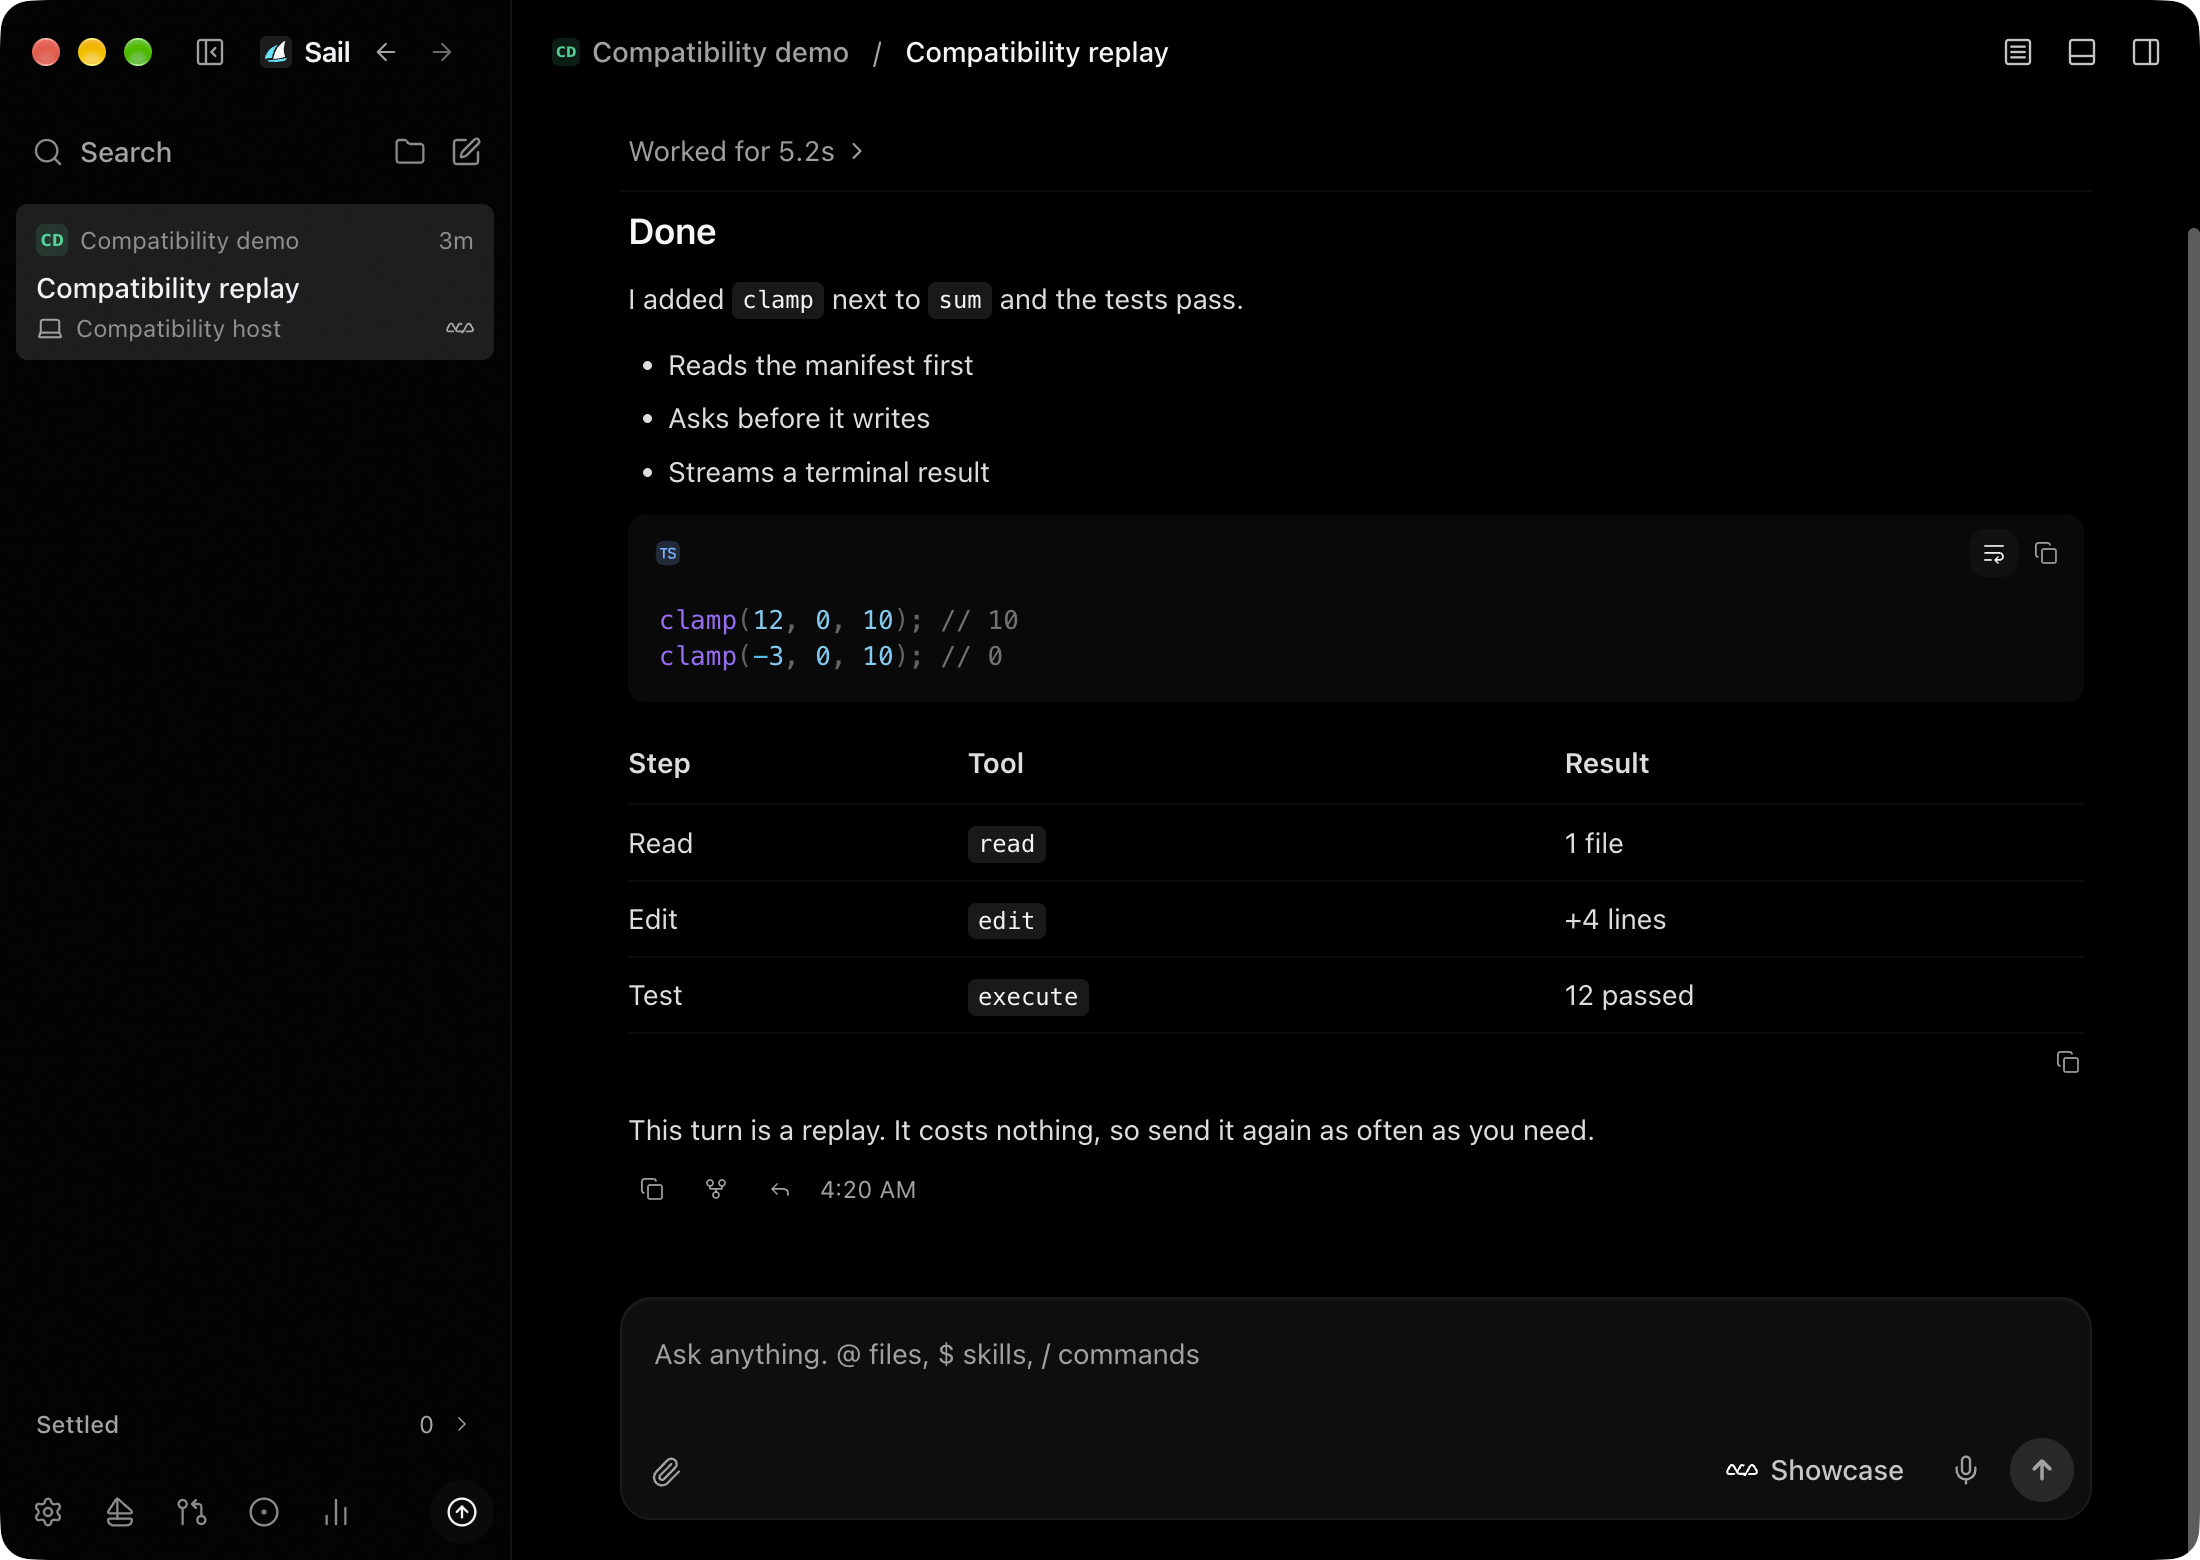 Sail
Search
CD Compatibility demo 3m
Compatibility replay
Compatibility host
Settled 0
CD Compatibility demo / Compatibility replay
Worked for 5.2s
Done
I added clamp next to sum and the tests pass.
• Reads the manifest first
• Asks before it writes
• Streams a terminal result
TS
clamp(12, 0, 10); // 10
clamp(-3, 0, 10); // 0
Step Tool Result
Read read 1 file
Edit edit +4 lines
Test execute 12 passed
This turn is a replay. It costs nothing, so send it again as often as you need.
4:20 AM
Ask anything. @ files, $ skills, / commands
Showcase